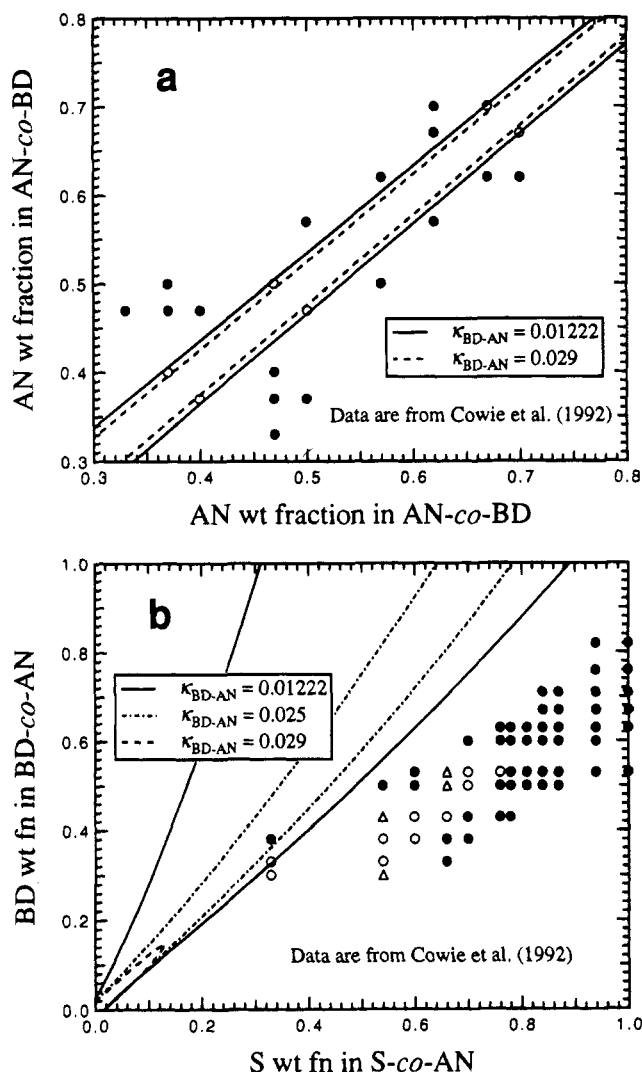 a
AN wt fraction in AN-co-BD
0.8
0.7
0.6
0.5
0.4
0.3
0.3 0.4 0.5 0.6 0.7 0.8
κBD-AN = 0.01222
κBD-AN = 0.029
Data are from Cowie et al. (1992)
AN wt fraction in AN-co-BD
b
BD wt fn in BD-co-AN
1.0
0.8
0.6
0.4
0.2
0.0
0.0 0.2 0.4 0.6 0.8 1.0
κBD-AN = 0.01222
κBD-AN = 0.025
κBD-AN = 0.029
Data are from Cowie et al. (1992)
S wt fn in S-co-AN